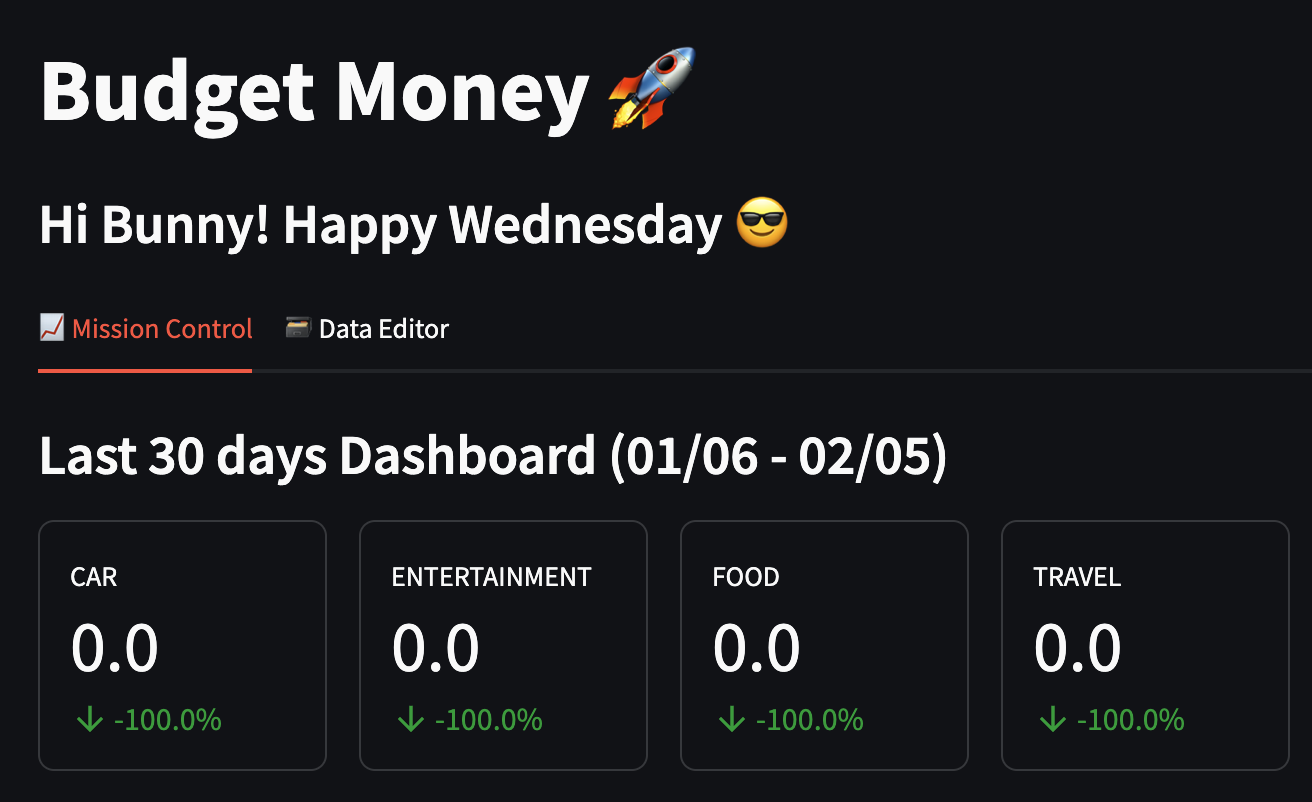 Budget Money 🚀
Hi Bunny! Happy Wednesday 😎
📈 Mission Control 🗃️ Data Editor
Last 30 days Dashboard (01/06 - 02/05)
CAR ENTERTAINMENT FOOD TRAVEL
0.0 0.0 0.0 0.0
↓ -100.0% ↓ -100.0% ↓ -100.0% ↓ -100.0%